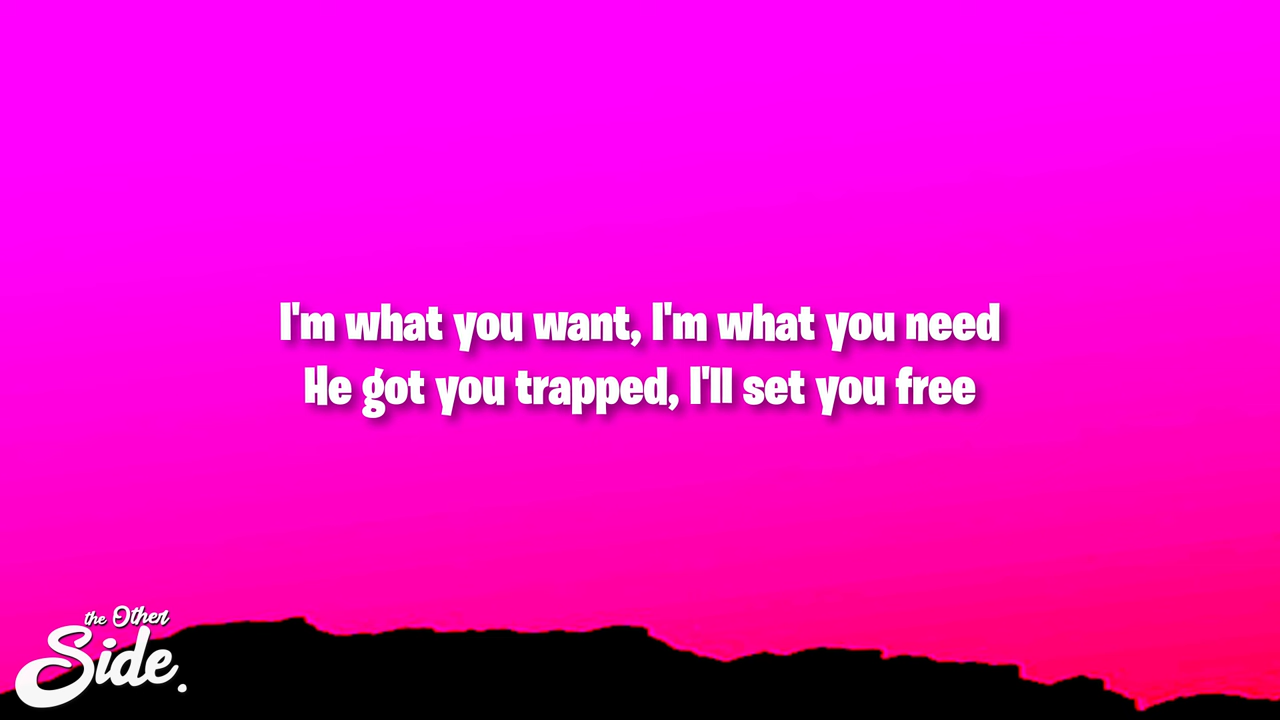 I'm what you want, I'm what you need
He got you trapped, I'll set you free
the Other
Side.